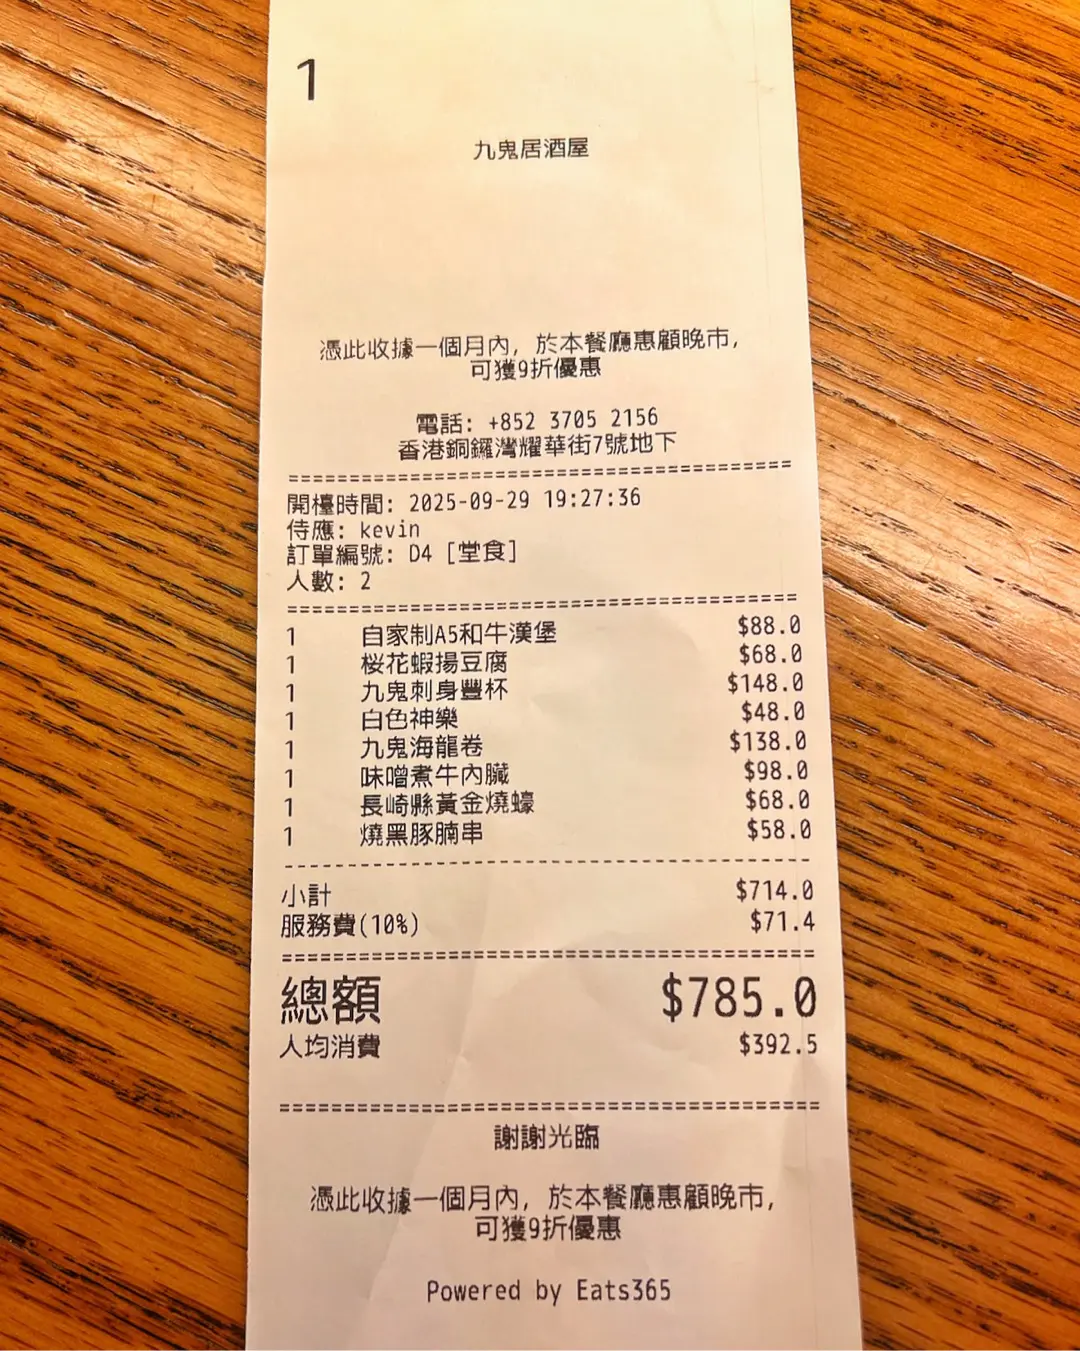 1
九鬼居酒屋
憑此收據一個月內, 於本餐廳惠顧晚市,
可獲9折優惠
電話: +852 3705 2156
香港銅鑼灣耀華街7號地下
================================================
開檯時間: 2025-09-29 19:27:36
侍應: kevin
訂單編號: D4 [堂食]
人數: 2
================================================
1 自家制A5和牛漢堡 $88.0
1 桜花蝦揚豆腐 $68.0
1 九鬼刺身豐杯 $148.0
1 白色神樂 $48.0
1 九鬼海龍卷 $138.0
1 味噌煮牛內臟 $98.0
1 長崎縣黃金燒蠔 $68.0
1 燒黑豚腩串 $58.0
------------------------------------------------
小計 $714.0
服務費(10%) $71.4
================================================
總額 $785.0
人均消費 $392.5
================================================
謝謝光臨
憑此收據一個月內, 於本餐廳惠顧晚市,
可獲9折優惠
Powered by Eats365